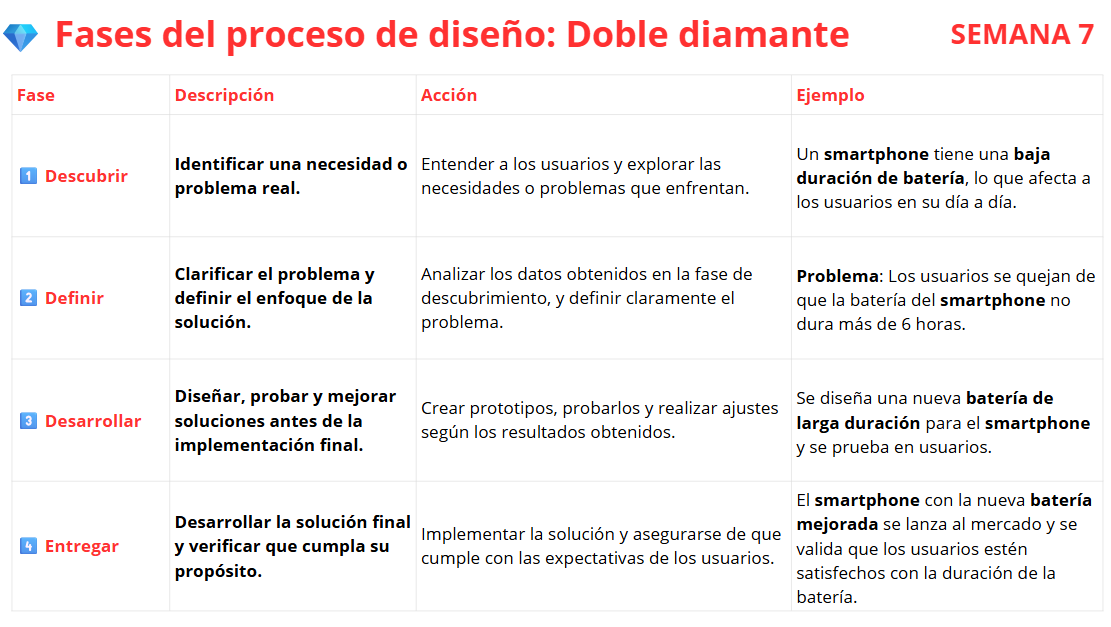 💎 Fases del proceso de diseño: Doble diamante
SEMANA 7
Fase
Descripción
Acción
Ejemplo
1 Descubrir
Identificar una necesidad o
problema real.
Entender a los usuarios y explorar las
necesidades o problemas que enfrentan.
Un smartphone tiene una baja
duración de batería, lo que afecta a
los usuarios en su día a día.
2 Definir
Clarificar el problema y
definir el enfoque de la
solución.
Analizar los datos obtenidos en la fase de
descubrimiento, y definir claramente el
problema.
Problema: Los usuarios se quejan de
que la batería del smartphone no
dura más de 6 horas.
3 Desarrollar
Diseñar, probar y mejorar
soluciones antes de la
implementación final.
Crear prototipos, probarlos y realizar ajustes
según los resultados obtenidos.
Se diseña una nueva batería de
larga duración para el smartphone
y se prueba en usuarios.
4 Entregar
Desarrollar la solución final
y verificar que cumpla su
propósito.
Implementar la solución y asegurarse de que
cumple con las expectativas de los usuarios.
El smartphone con la nueva batería
mejorada se lanza al mercado y se
valida que los usuarios estén
satisfechos con la duración de la
batería.